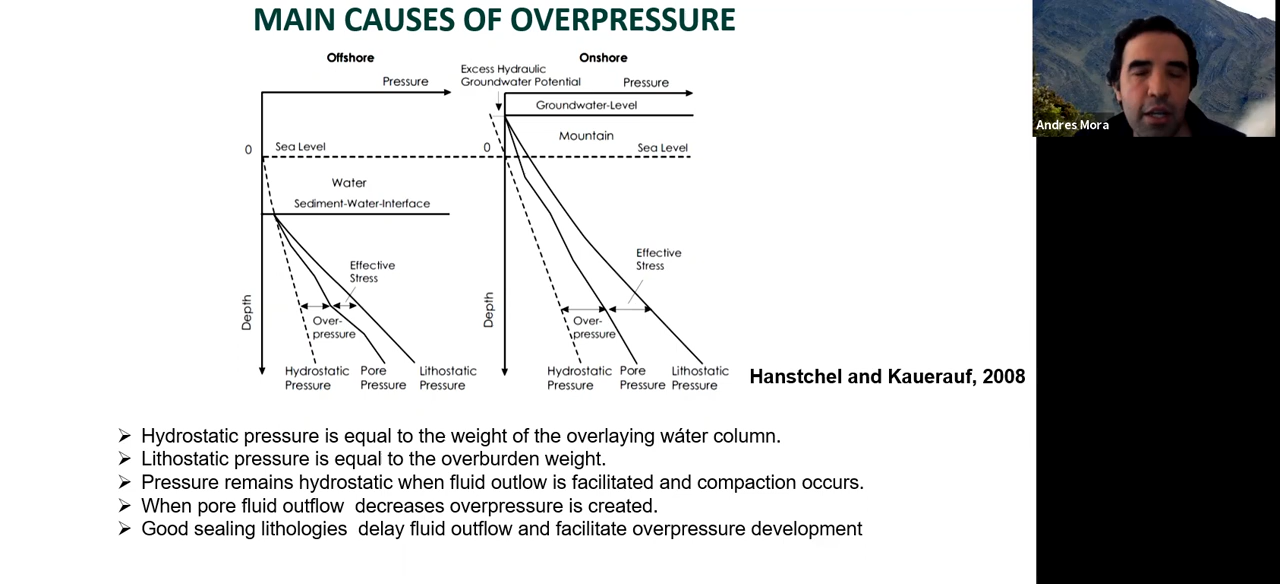 MAIN CAUSES OF OVERPRESSURE
Offshore
Pressure
0
Sea Level
Water
Sediment-Water-Interface
Effective
Stress
Depth
Over-
pressure
Hydrostatic
Pressure
Pore
Pressure
Lithostatic
Pressure
Onshore
Excess Hydraulic
Groundwater Potential
Pressure
Groundwater-Level
Mountain
0
Sea Level
Effective
Stress
Depth
Over-
pressure
Hydrostatic
Pressure
Pore
Pressure
Lithostatic
Pressure
Hanstchel and Kauerauf, 2008
Andres Mora
➢ Hydrostatic pressure is equal to the weight of the overlaying wáter column.
➢ Lithostatic pressure is equal to the overburden weight.
➢ Pressure remains hydrostatic when fluid outlow is facilitated and compaction occurs.
➢ When pore fluid outflow decreases overpressure is created.
➢ Good sealing lithologies delay fluid outflow and facilitate overpressure development